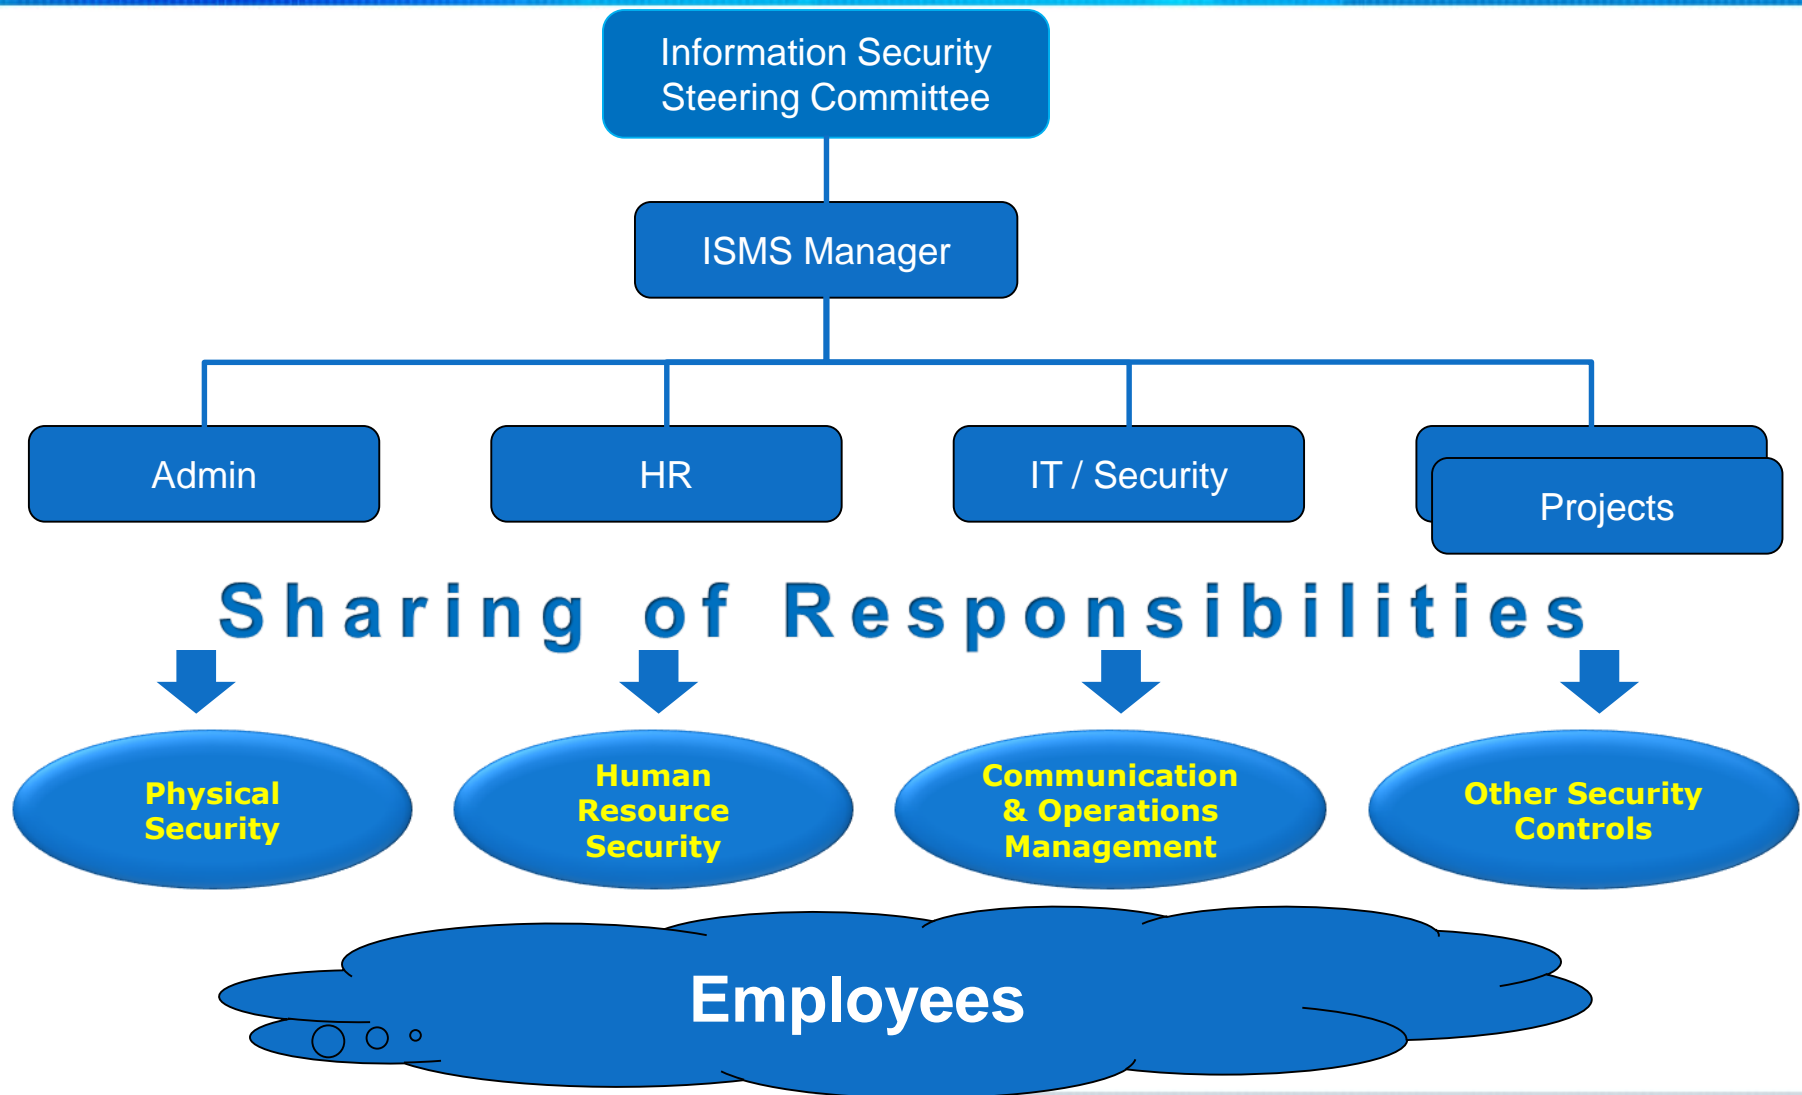 Information Security
Steering Committee
ISMS Manager
Admin
HR
IT / Security
Projects
Sharing of Responsibilities
Physical
Security
Human
Resource
Security
Communication
& Operations
Management
Other Security
Controls
Employees